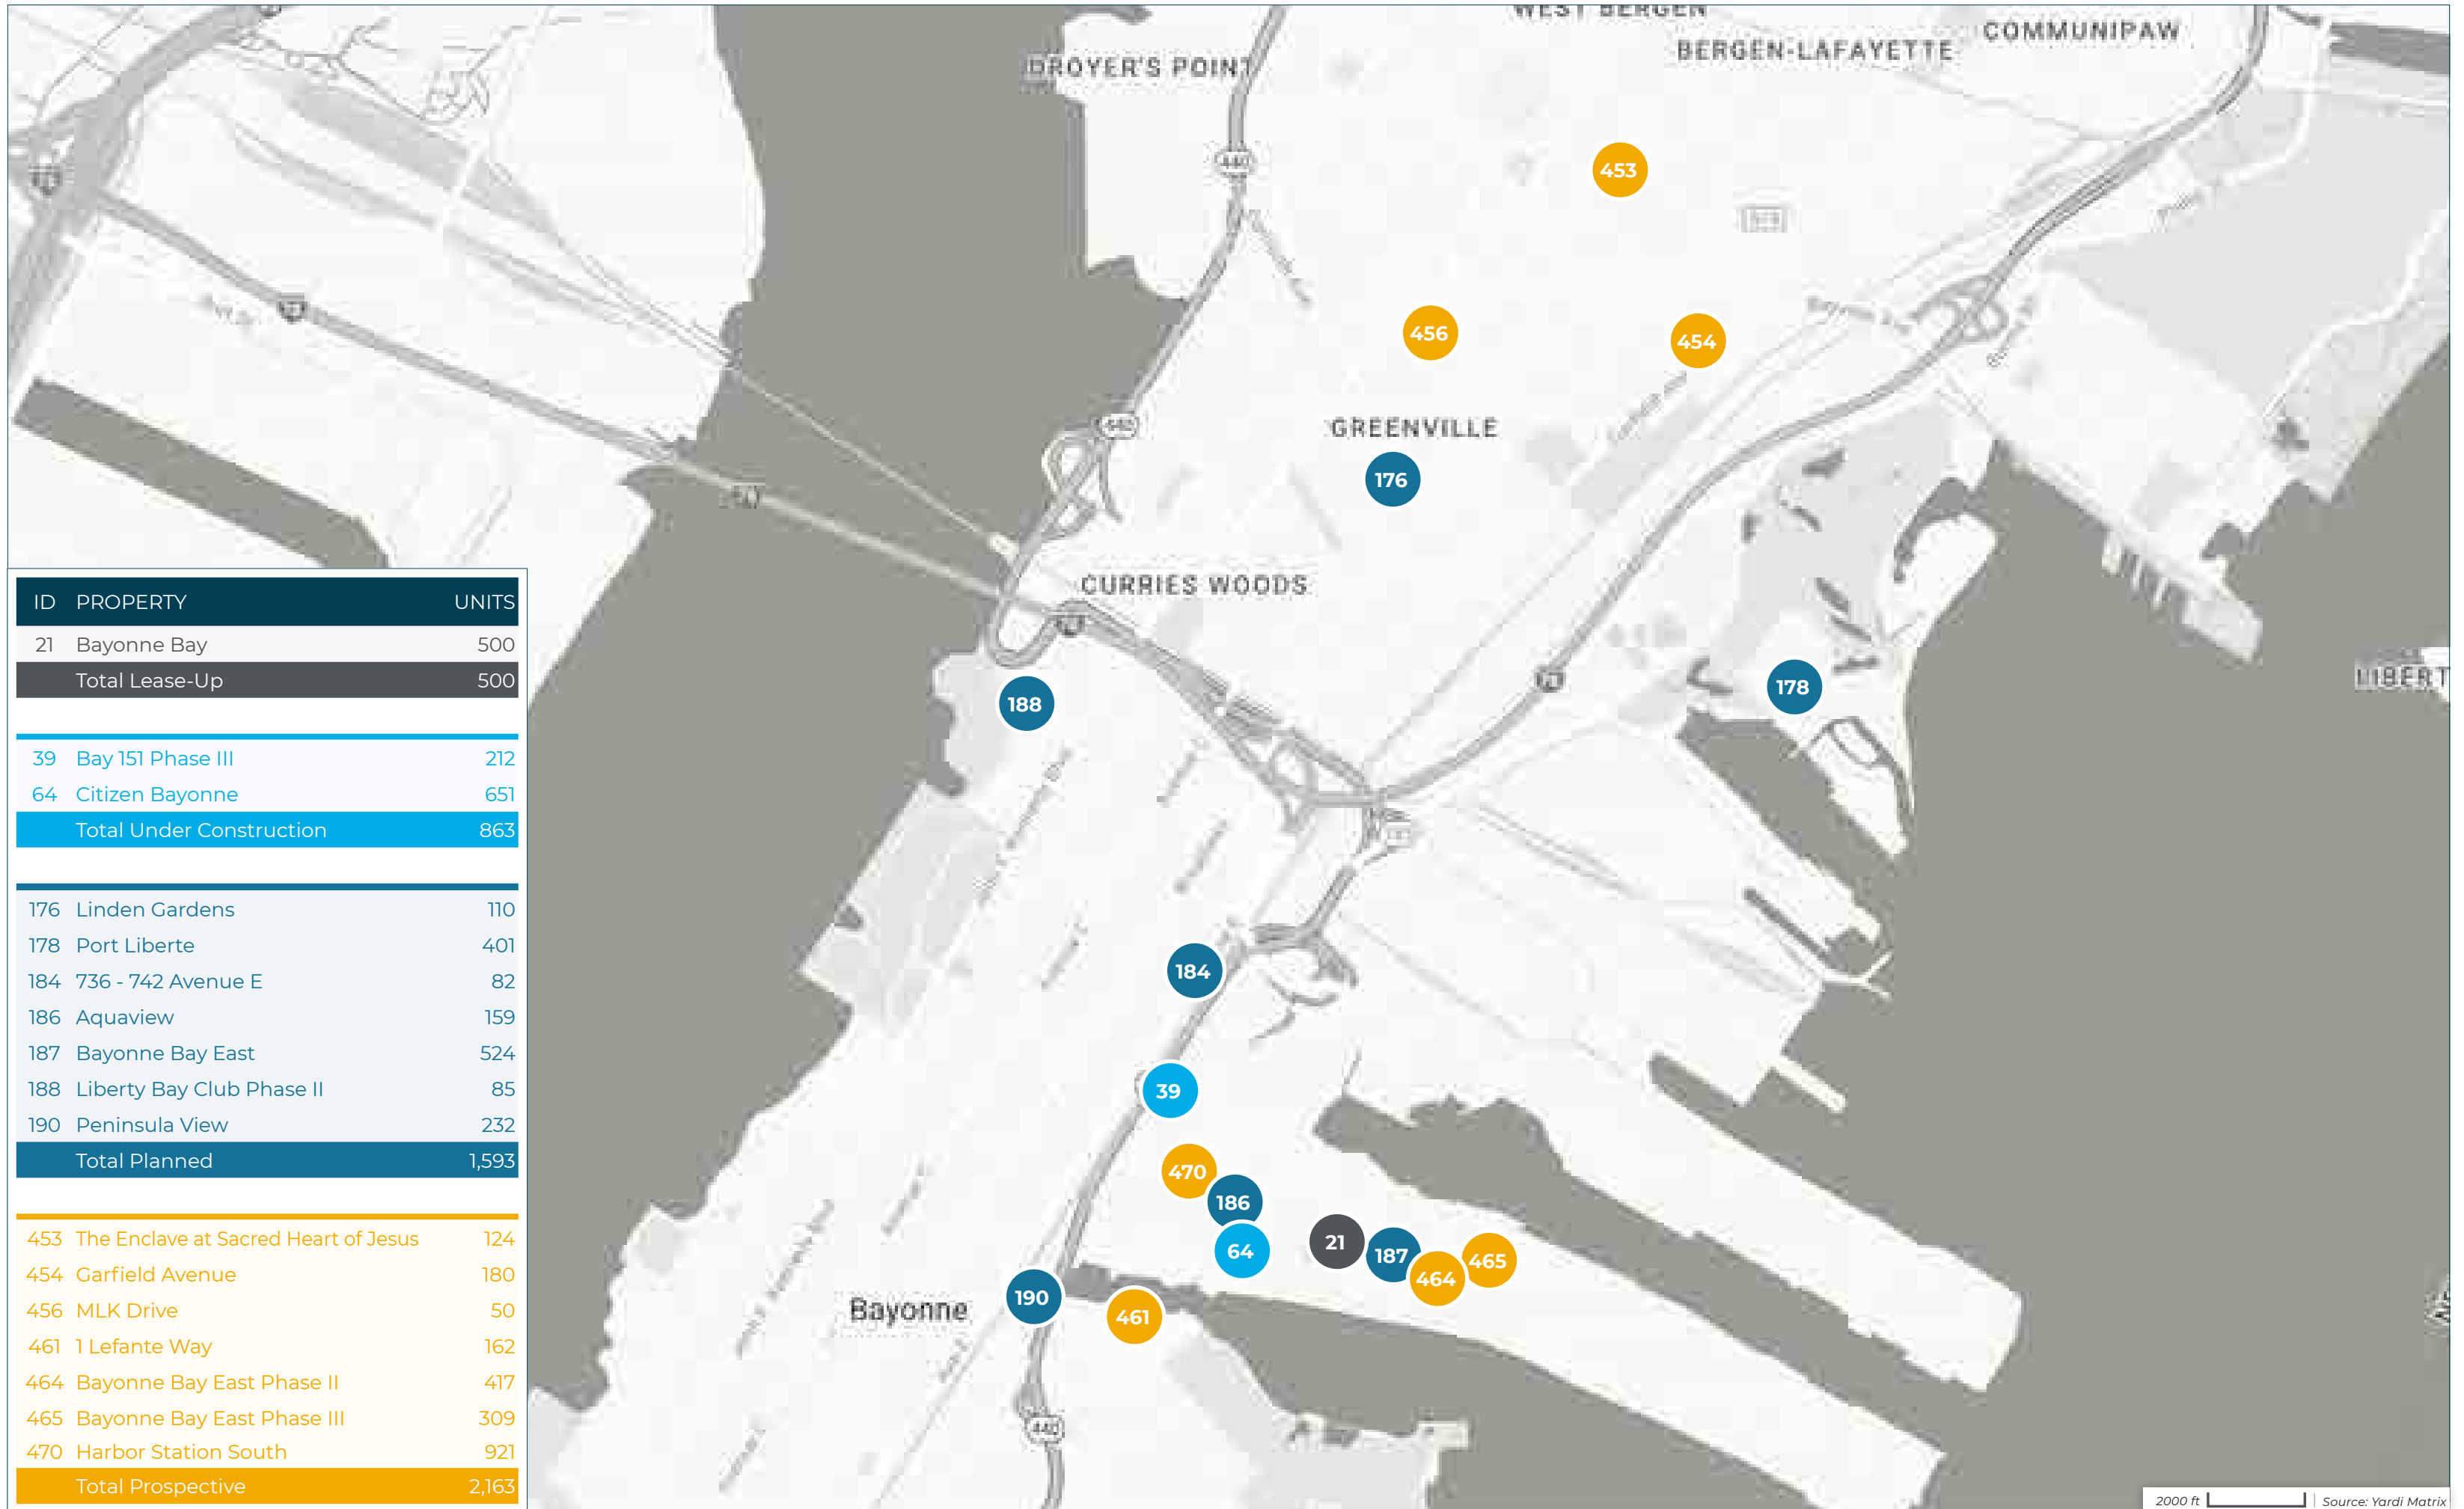 WEST BERGEN
COMMUNIPAW
BERGEN-LAFAYETTE
DROYER'S POINT
440
453
456
454
440
GREENVILLE
176
CURRIES WOODS
LIBERT
178
188
184
39
470
186
64
21
187
465
464
190
461
Bayonne
440
ID PROPERTY UNITS
21 Bayonne Bay 500
Total Lease-Up 500
39 Bay 151 Phase III 212
64 Citizen Bayonne 651
Total Under Construction 863
176 Linden Gardens 110
178 Port Liberte 401
184 736 - 742 Avenue E 82
186 Aquaview 159
187 Bayonne Bay East 524
188 Liberty Bay Club Phase II 85
190 Peninsula View 232
Total Planned 1,593
453 The Enclave at Sacred Heart of Jesus 124
454 Garfield Avenue 180
456 MLK Drive 50
461 1 Lefante Way 162
464 Bayonne Bay East Phase II 417
465 Bayonne Bay East Phase III 309
470 Harbor Station South 921
Total Prospective 2,163
2000 ft
Source: Yardi Matrix